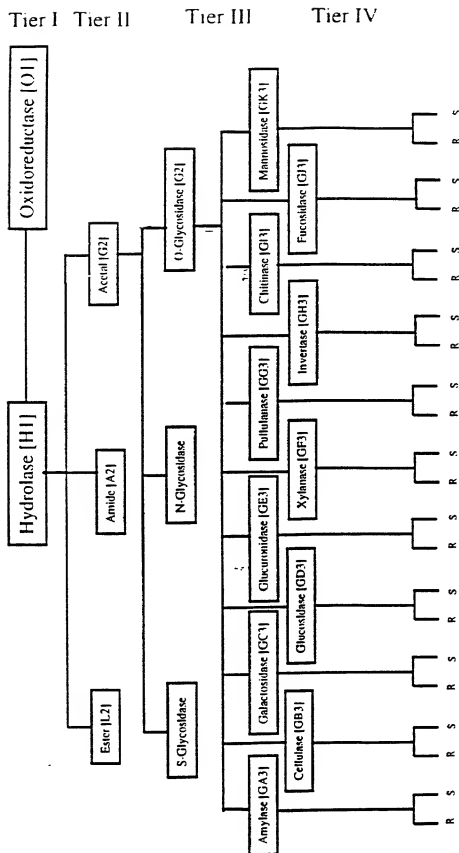 Tier I Tier II Tier III Tier IV
Hydrolase [H1] Oxidoreductase [O1]
Ester [L2] Amide [A2] Acetal [G2]
S-Glycosidase N-Glycosidase O-Glycosidase [G2]
Amylase [GA3] Galactosidase [GC3] Glucuronidase [GE3] Pullulanase [GG3] Chitinase [GI3] Mannosidase [GK3]
Cellulase [GB3] Glucosidase [GD3] Xylanase [GF3] Invertase [GH3] Fucosidase [GJ3]
R S R S R S R S R S R S R S R S R S R S R S